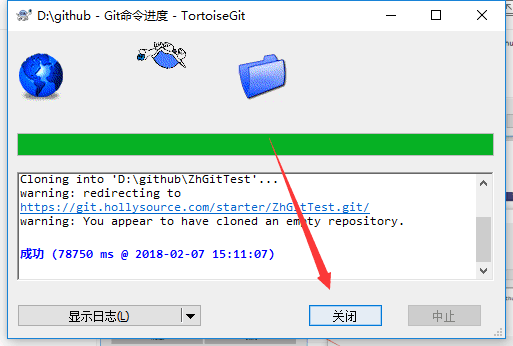 D:\github - Git命令进度 - TortoiseGit
Cloning into 'D:\github\ZhGitTest'...
warning: redirecting to
https://git.hollysource.com/starter/ZhGitTest.git/
warning: You appear to have cloned an empty repository.
成功 (78750 ms @ 2018-02-07 15:11:07)
显示日志(L) 关闭 中止